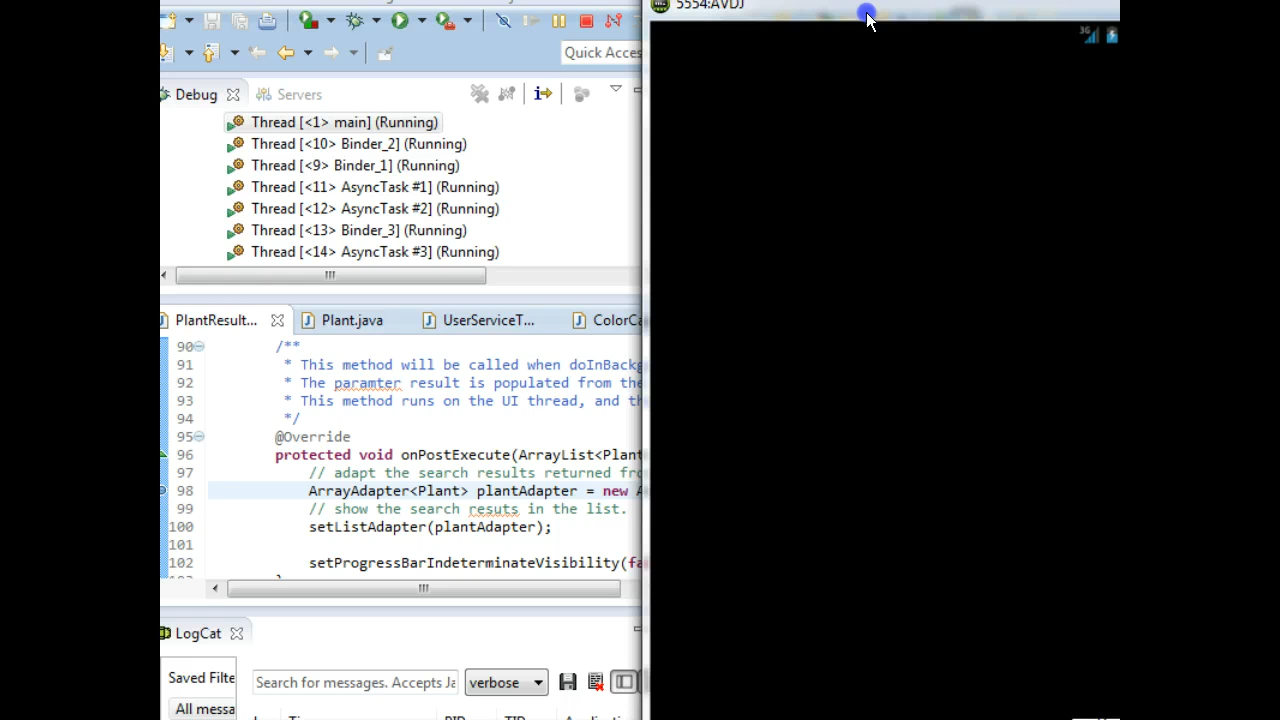 5554:AVDJ
3G
Quick Acces
Debug Servers
Thread [<1> main] (Running)
Thread [<10> Binder_2] (Running)
Thread [<9> Binder_1] (Running)
Thread [<11> AsyncTask #1] (Running)
Thread [<12> AsyncTask #2] (Running)
Thread [<13> Binder_3] (Running)
Thread [<14> AsyncTask #3] (Running)
PlantResult... Plant.java UserServiceT... ColorCa
90 /**
91 * This method will be called when doInBackg
92 * The paramter result is populated from the
93 * This method runs on the UI thread, and th
94 */
95 @Override
96 protected void onPostExecute(ArrayList<Plant
97 // adapt the search results returned fro
98 ArrayAdapter<Plant> plantAdapter = new A
99 // show the search resuts in the list.
100 setListAdapter(plantAdapter);
101
102 setProgressBarIndeterminateVisibility(fa
LogCat
Saved Filte
Search for messages. Accepts Ja
verbose
All messa